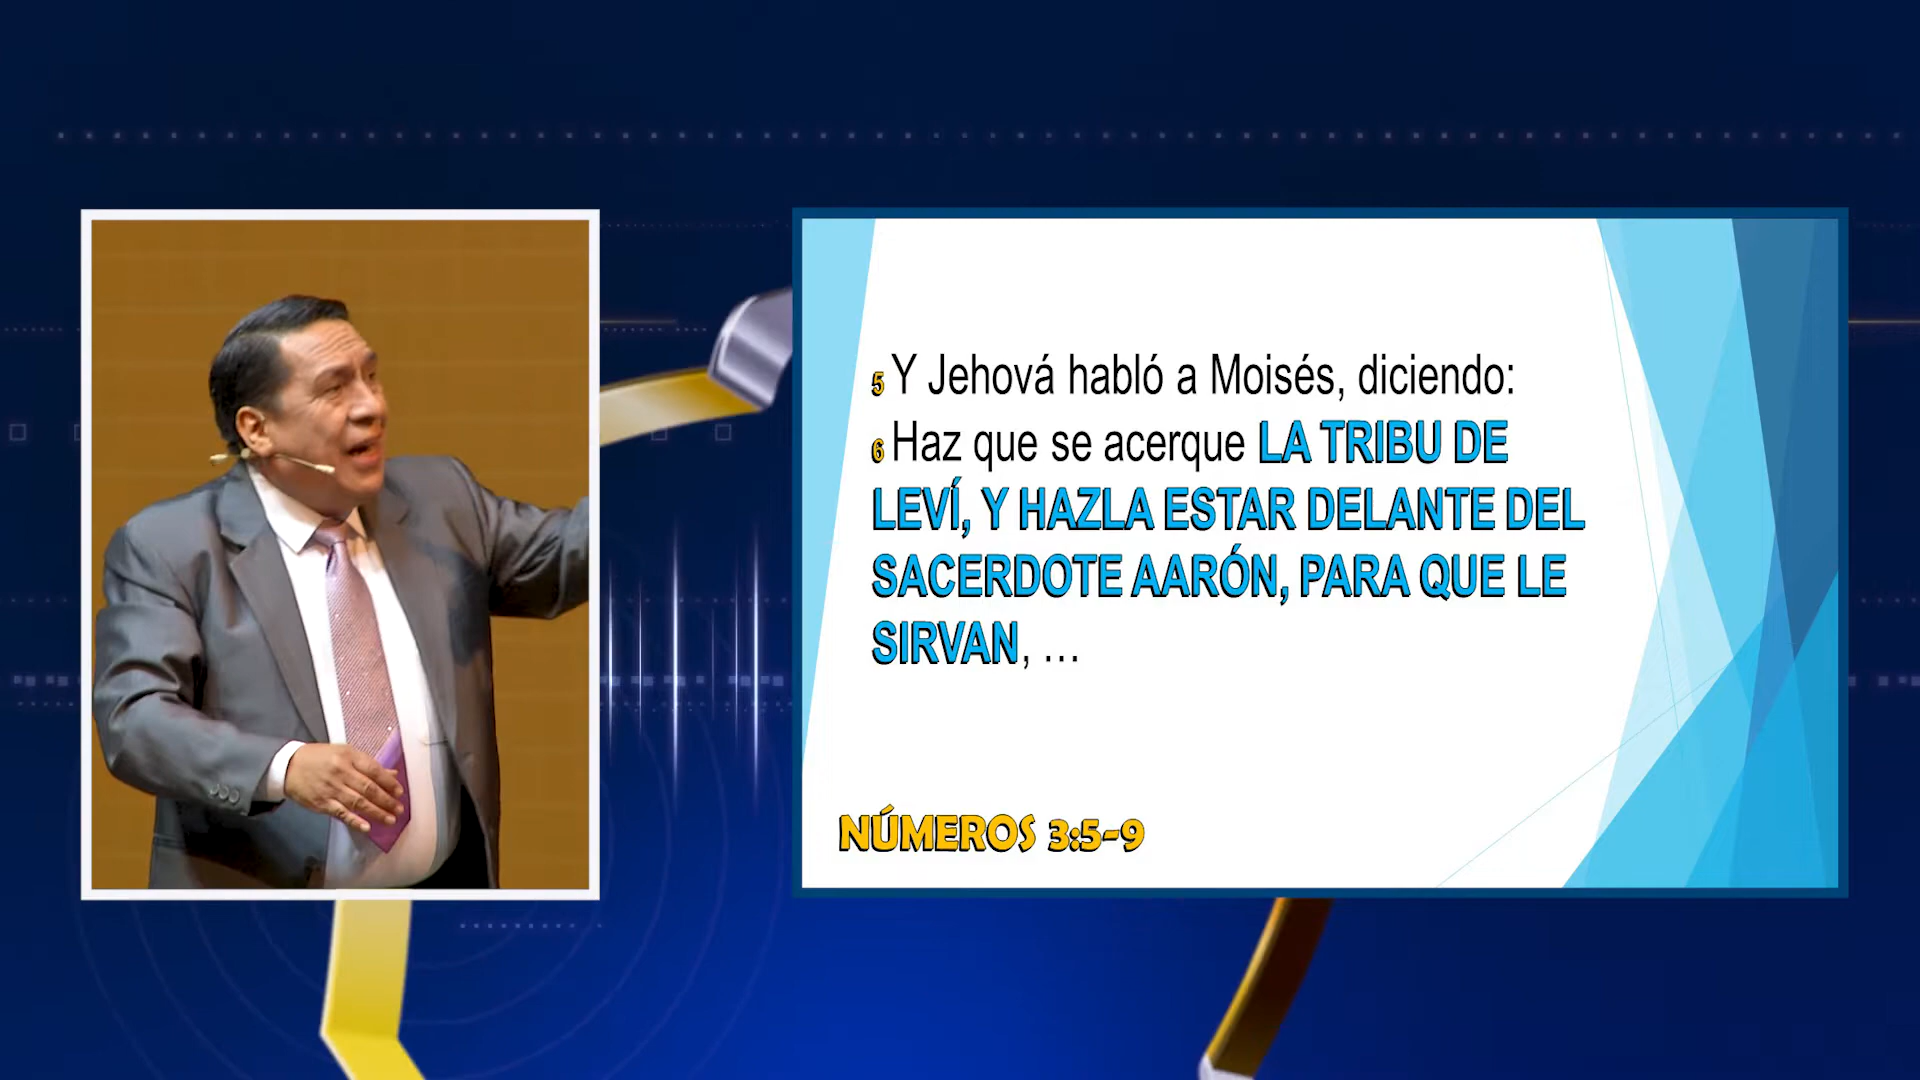 5 Y Jehová habló a Moisés, diciendo:
6 Haz que se acerque LA TRIBU DE
LEVÍ, Y HAZLA ESTAR DELANTE DEL
SACERDOTE AARÓN, PARA QUE LE
SIRVAN, ...
NÚMEROS 3:5-9